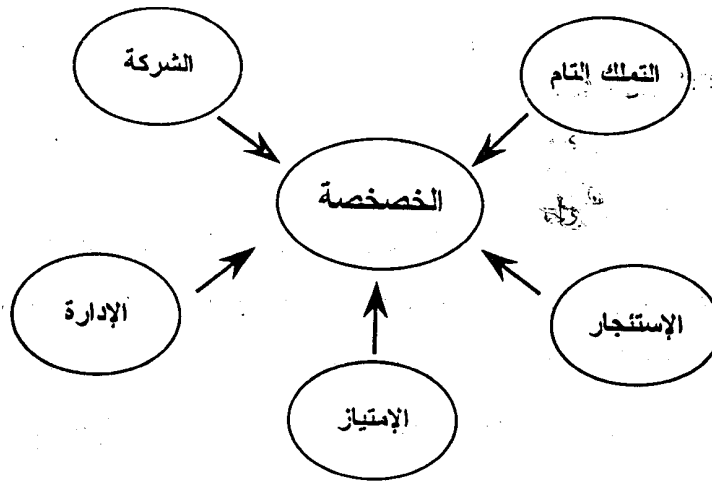 التملك التام
الشركة
الخصخصة
الإستئجار
الإدارة
الإمتياز